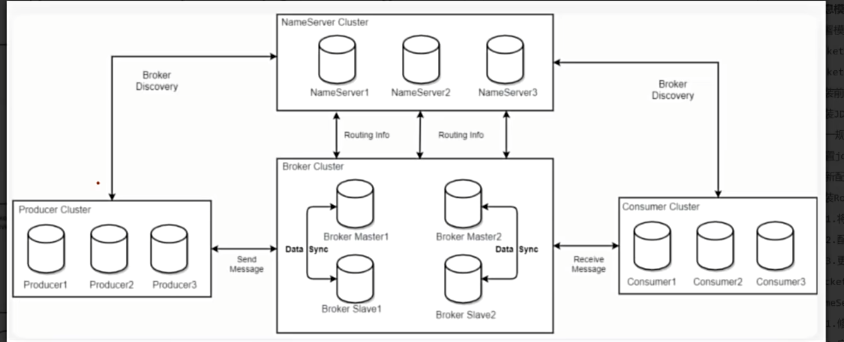 NameServer Cluster
NameServer1
NameServer2
NameServer3
Broker
Discovery
Broker
Discovery
Routing Info
Routing Info
Broker Cluster
Broker Master1
Broker Master2
Data Sync
Data Sync
Broker Slave1
Broker Slave2
Producer Cluster
Producer1
Producer2
Producer3
Send
Message
Receive
Message
Consumer Cluster
Consumer1
Consumer2
Consumer3